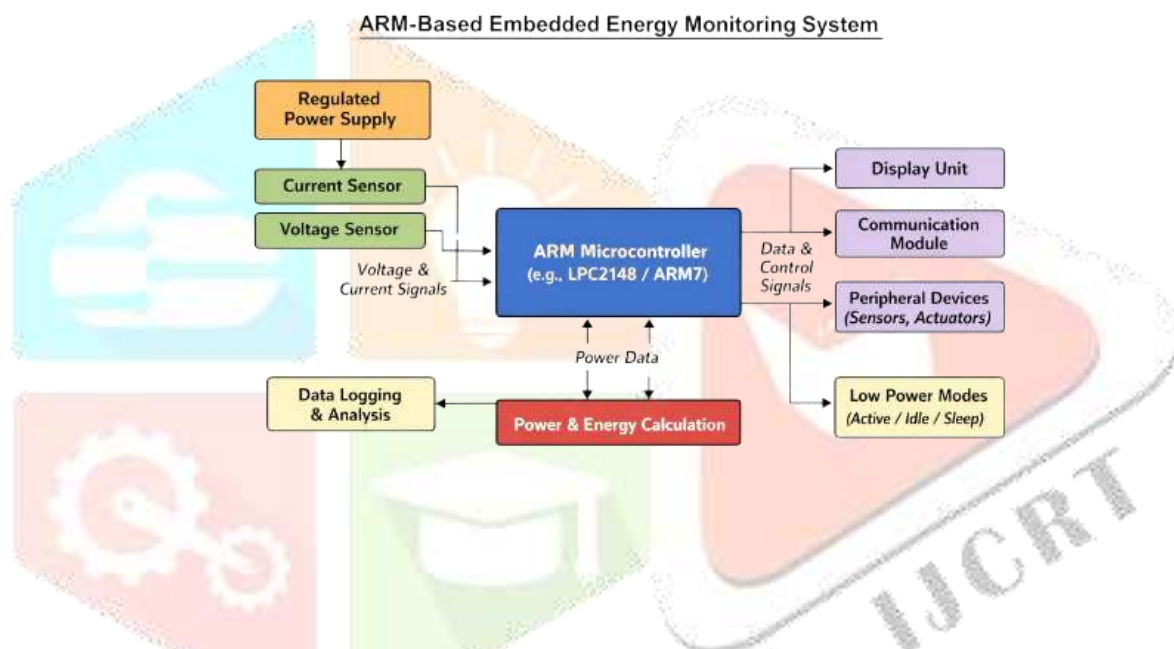 ARM-Based Embedded Energy Monitoring System
Regulated
Power Supply
Current Sensor
Voltage Sensor
Voltage &
Current Signals
ARM Microcontroller
(e.g., LPC2148 / ARM7)
Data &
Control
Signals
Display Unit
Communication
Module
Peripheral Devices
(Sensors, Actuators)
Low Power Modes
(Active / Idle / Sleep)
Power Data
Power & Energy Calculation
Data Logging
& Analysis
IJCRT